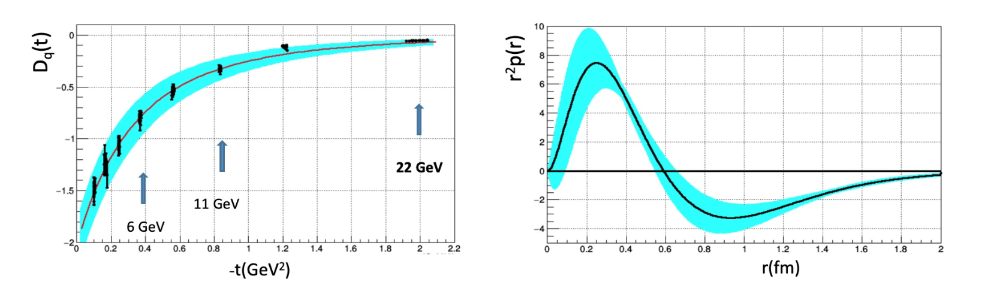 D_q(t)
0
−0.5
−1
−1.5
−2
0 0.2 0.4 0.6 0.8 1 1.2 1.4 1.6 1.8 2 2.2
6 GeV
11 GeV
22 GeV
-t(GeV²)
r²p(r)
10
8
6
4
2
0
−2
−4
0 0.2 0.4 0.6 0.8 1 1.2 1.4 1.6 1.8 2
r(fm)